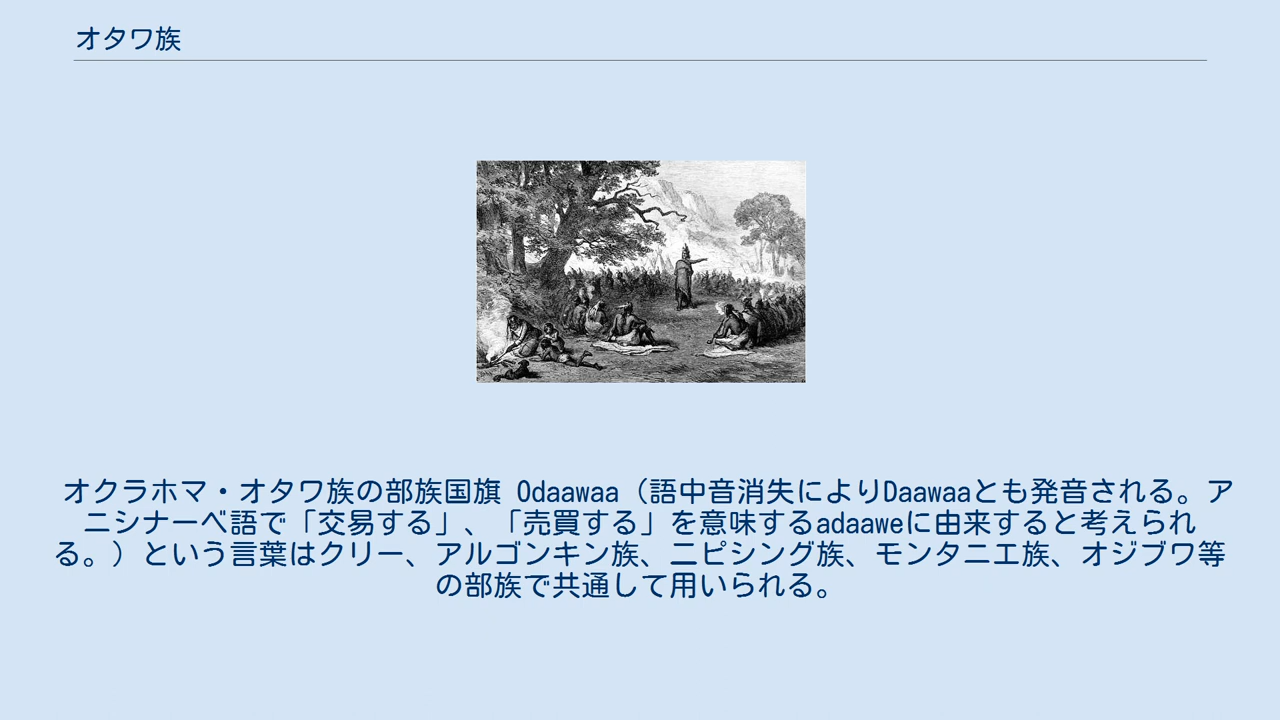 オタワ族
オクラホマ・オタワ族の部族国旗 Odaawaa（語中音消失によりDaawaaとも発音される。ア
ニシナーベ語で「交易する」、「売買する」を意味するadaaweに由来すると考えられ
る。）という言葉はクリー、アルゴンキン族、ニピシング族、モンタニエ族、オジブワ等
の部族で共通して用いられる。